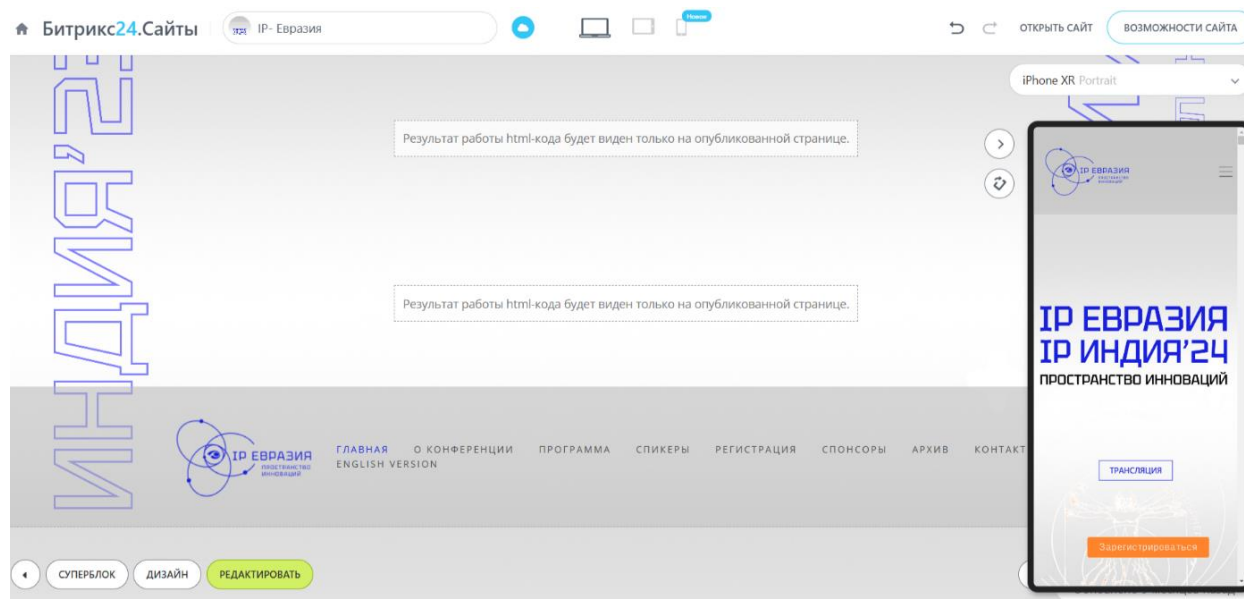 Битрикс24.Сайты
IP- Евразия
Новое
ОТКРЫТЬ САЙТ
ВОЗМОЖНОСТИ САЙТА
iPhone XR Portrait
ИНДИЯ'2
Результат работы html-кода будет виден только на опубликованной странице.
Результат работы html-кода будет виден только на опубликованной странице.
IP ЕВРАЗИЯ
ПРОСТРАНСТВО
ИННОВАЦИЙ
ГЛАВНАЯ О КОНФЕРЕНЦИИ ПРОГРАММА СПИКЕРЫ РЕГИСТРАЦИЯ СПОНСОРЫ АРХИВ КОНТАКТ
ENGLISH VERSION
СУПЕРБЛОК
ДИЗАЙН
РЕДАКТИРОВАТЬ
IP ЕВРАЗИЯ
ПРОСТРАНСТВО
ИННОВАЦИЙ
IP ЕВРАЗИЯ
IP ИНДИЯ'24
ПРОСТРАНСТВО ИННОВАЦИЙ
ТРАНСЛЯЦИЯ
Зарегистрироваться